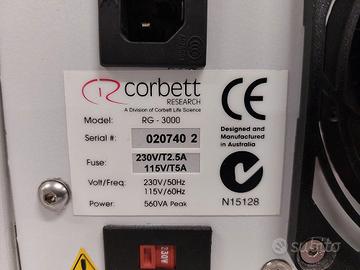 corbett
RESEARCH
A Division of Corbett Life Science
Model: RG - 3000
Serial #: 020740 2
Fuse: 230V/T2.5A
115V/T5A
Volt/Freq: 230V/50Hz
115V/60Hz
Power: 560VA Peak
CE
Designed and
Manufactured
in Australia
N15128
230V
subito